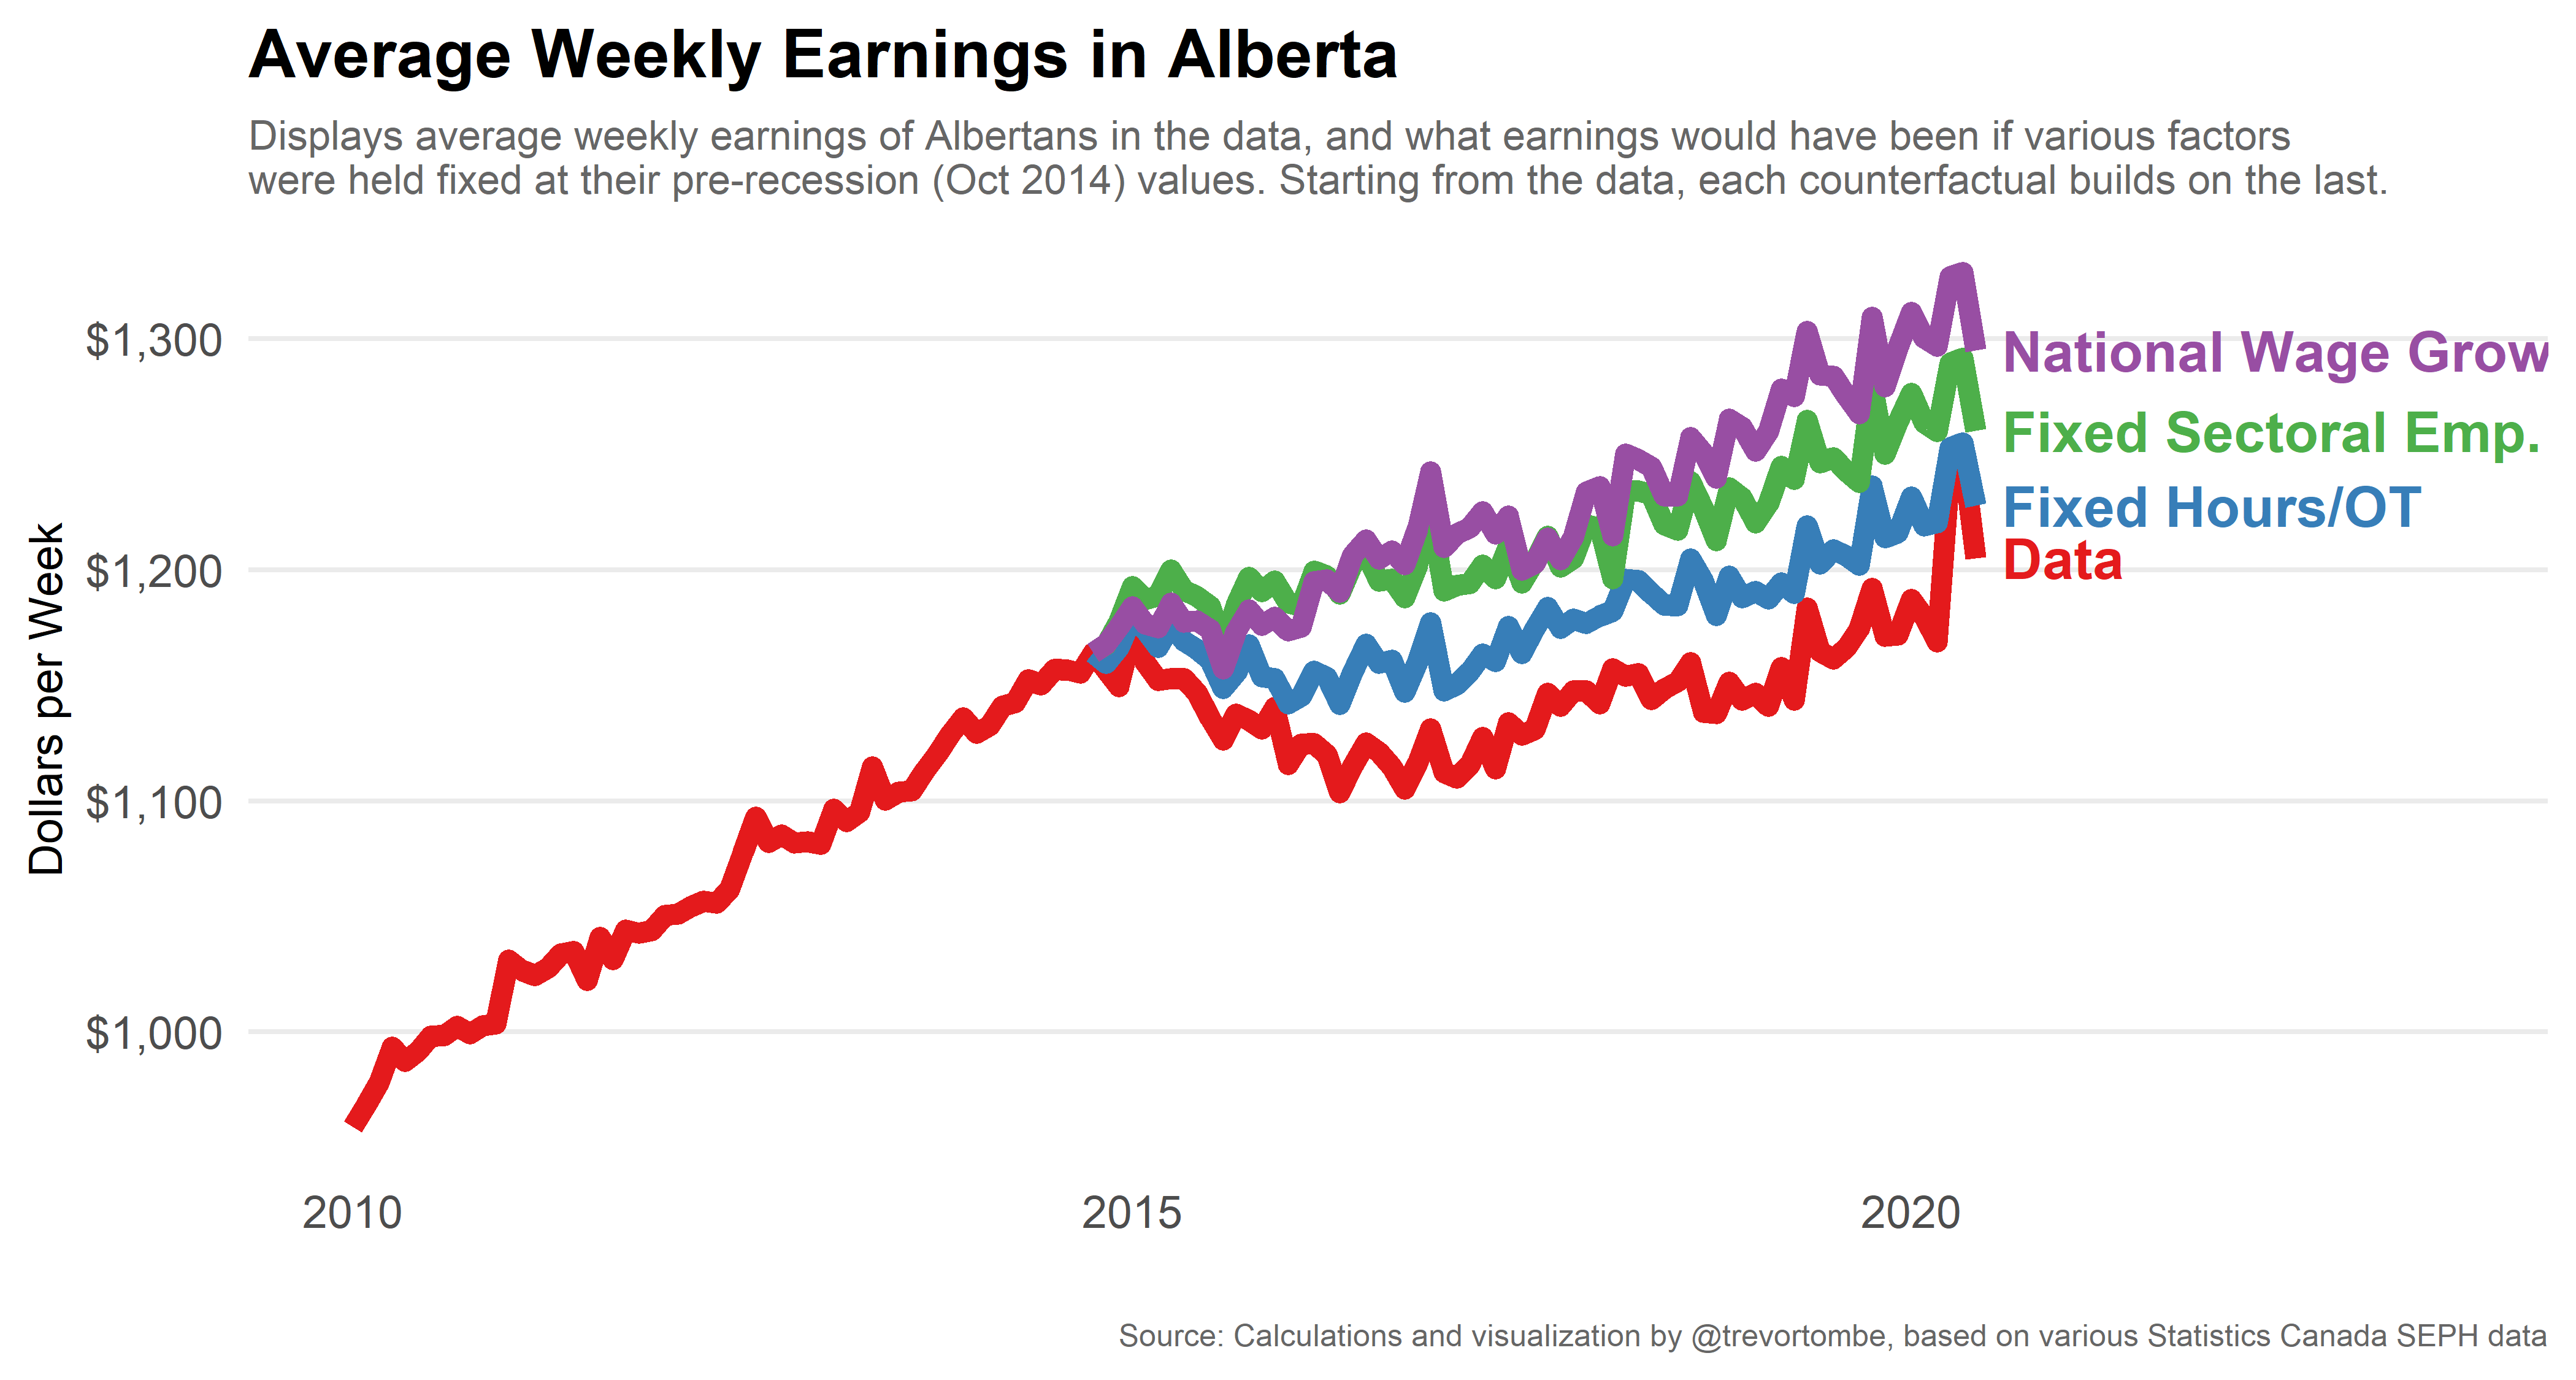 Average Weekly Earnings in Alberta
Displays average weekly earnings of Albertans in the data, and what earnings would have been if various factors
were held fixed at their pre-recession (Oct 2014) values. Starting from the data, each counterfactual builds on the last.
Dollars per Week
$1,300
$1,200
$1,100
$1,000
National Wage Grow
Fixed Sectoral Emp.
Fixed Hours/OT
Data
2010
2015
2020
Source: Calculations and visualization by @trevortombe, based on various Statistics Canada SEPH data